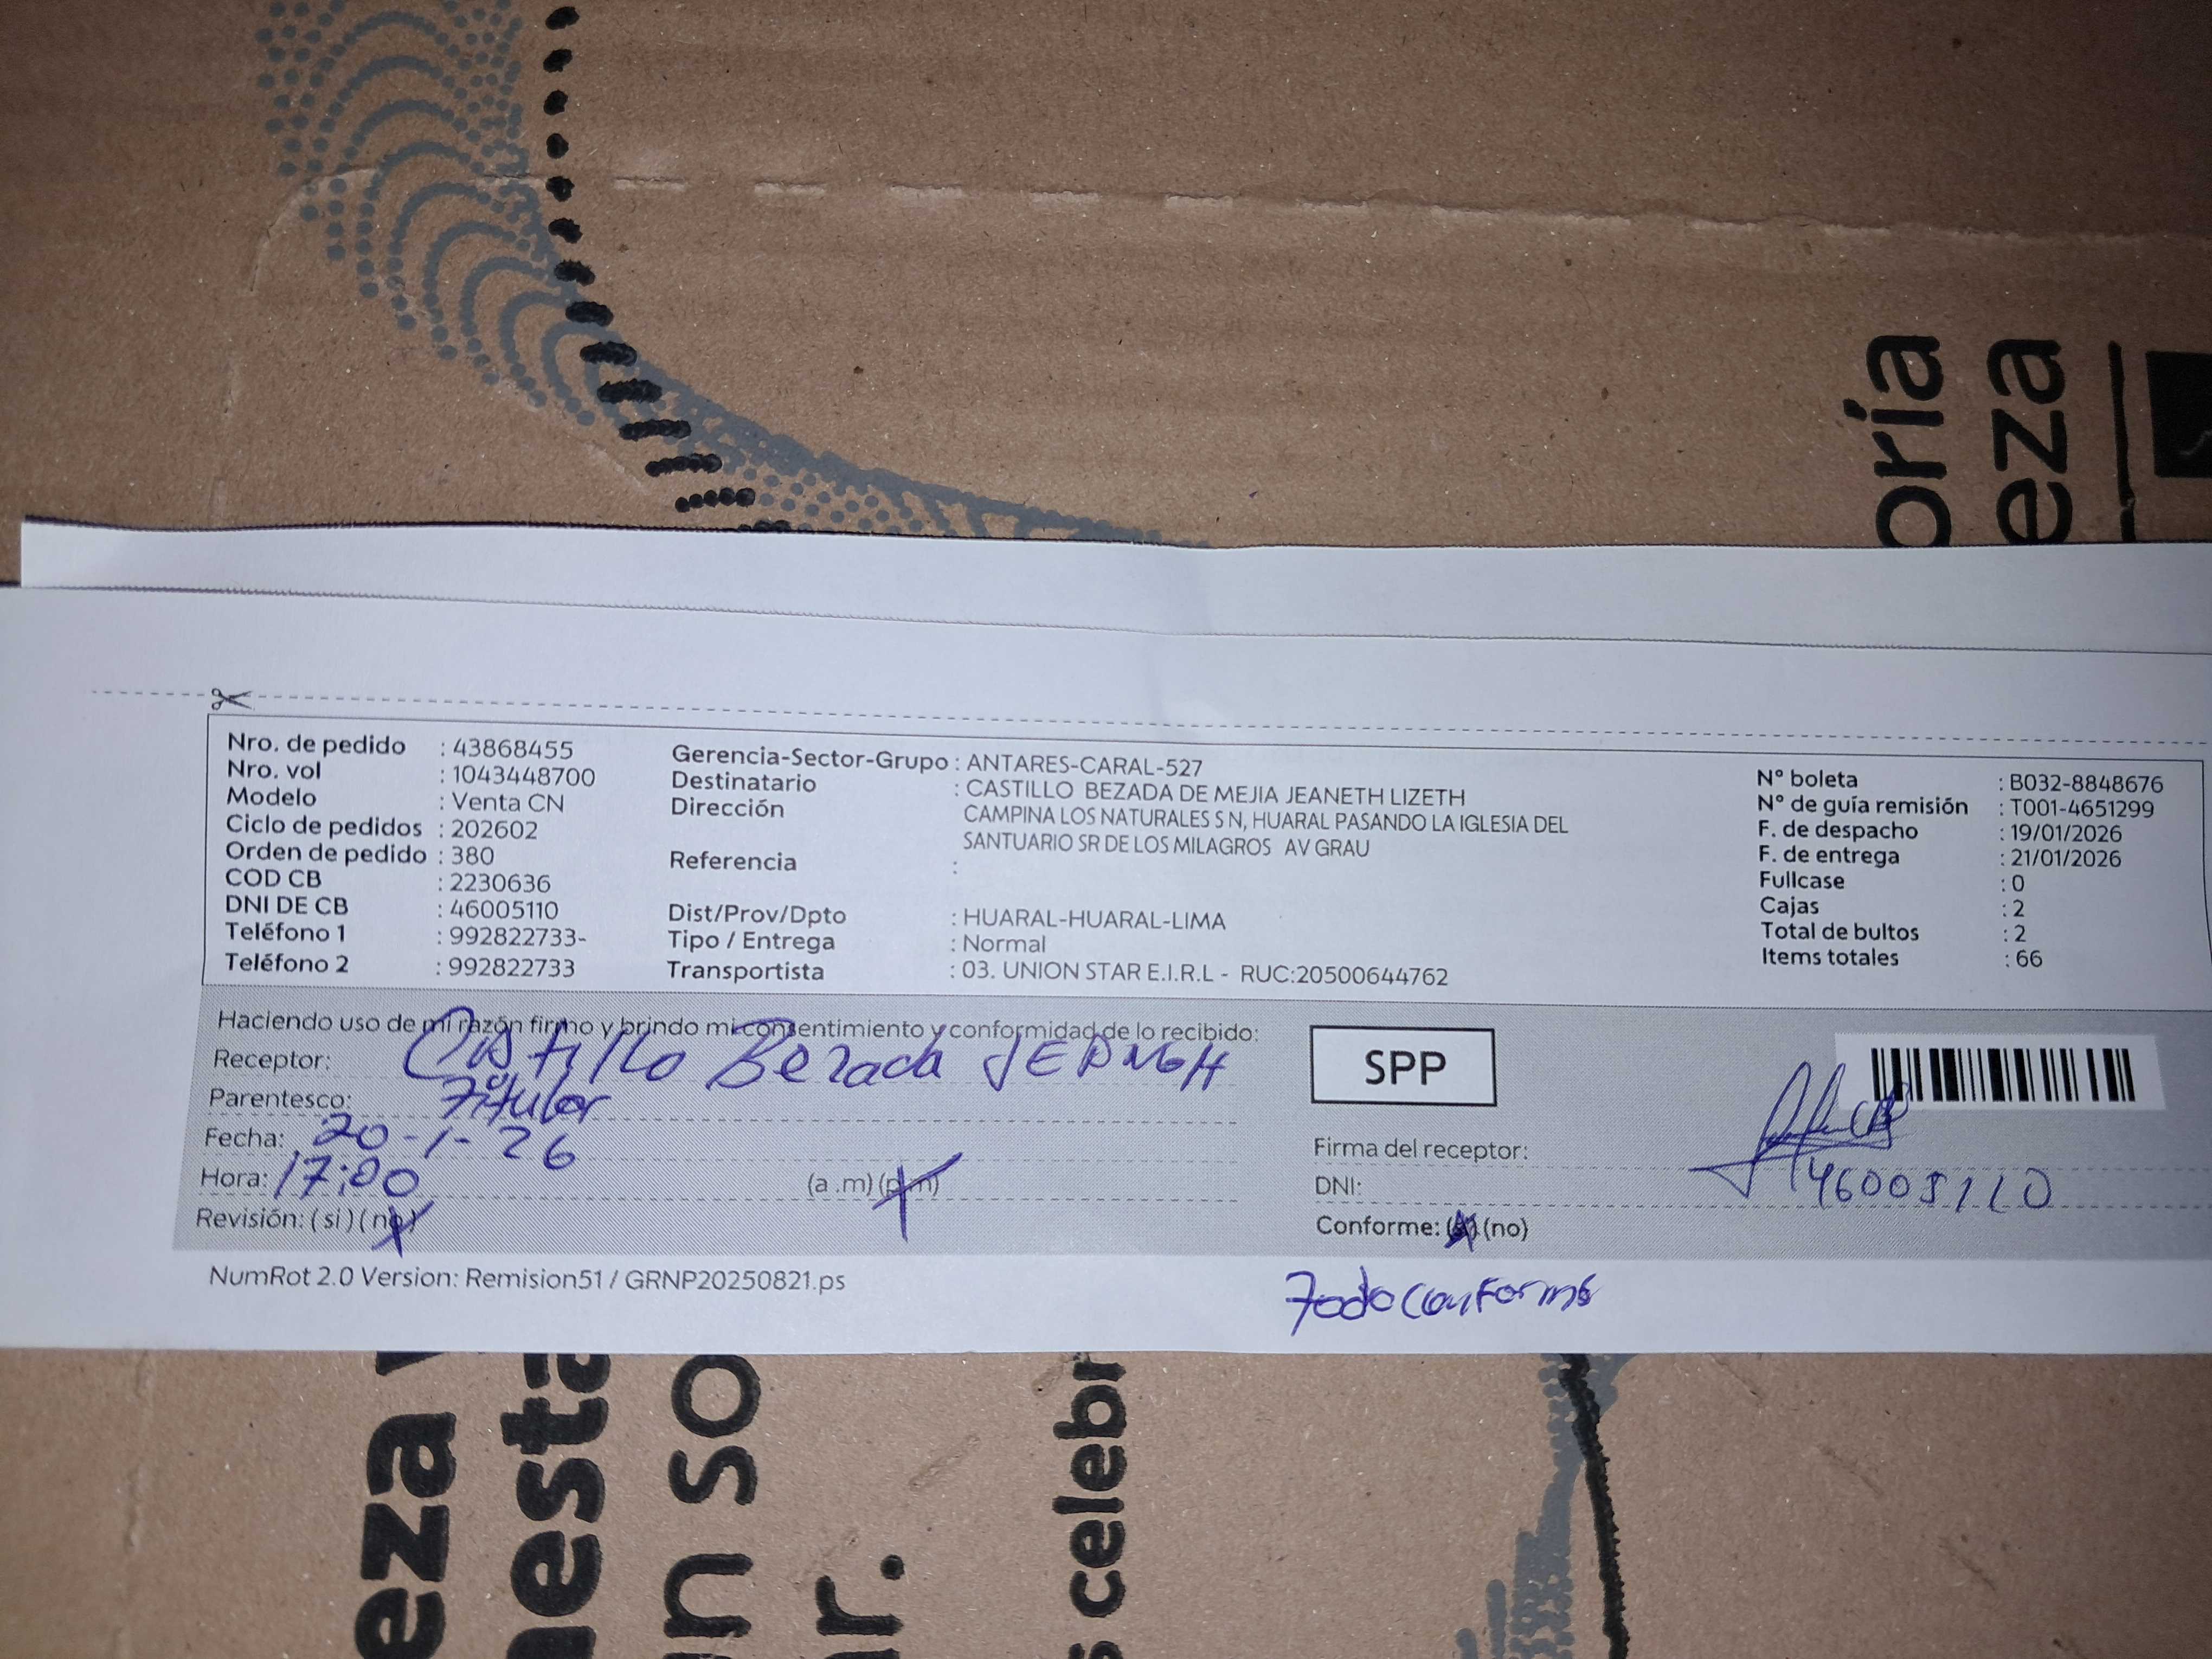 oría
eza
Nro. de pedido : 43868455
Nro. vol : 1043448700
Modelo : Venta CN
Ciclo de pedidos : 202602
Orden de pedido : 380
COD CB : 2230636
DNI DE CB : 46005110
Teléfono 1 : 992822733-
Teléfono 2 : 992822733
Gerencia-Sector-Grupo : ANTARES-CARAL-527
Destinatario : CASTILLO BEZADA DE MEJIA JEANETH LIZETH
Dirección CAMPINA LOS NATURALES S N, HUARAL PASANDO LA IGLESIA DEL
SANTUARIO SR DE LOS MILAGROS AV GRAU
Referencia :
Dist/Prov/Dpto : HUARAL-HUARAL-LIMA
Tipo / Entrega : Normal
Transportista : 03. UNION STAR E.I.R.L - RUC:20500644762
N° boleta : B032-8848676
N° de guía remisión : T001-4651299
F. de despacho : 19/01/2026
F. de entrega : 21/01/2026
Fullcase : 0
Cajas : 2
Total de bultos : 2
Items totales : 66
Haciendo uso de mi razón firmo y brindo mi consentimiento y conformidad de lo recibido:
Receptor: Castillo Bezada
Parentesco: Titular
Fecha: 20-1-26
Hora: 17:00 (a .m) (p.m)
Revisión: (si) (no)
SPP
Firma del receptor:
DNI: 46005110
Conforme: (si) (no)
NumRot 2.0 Version: Remision51 / GRNP20250821.ps
Todo conforme
eza
esta
n so
ar.
s celebr